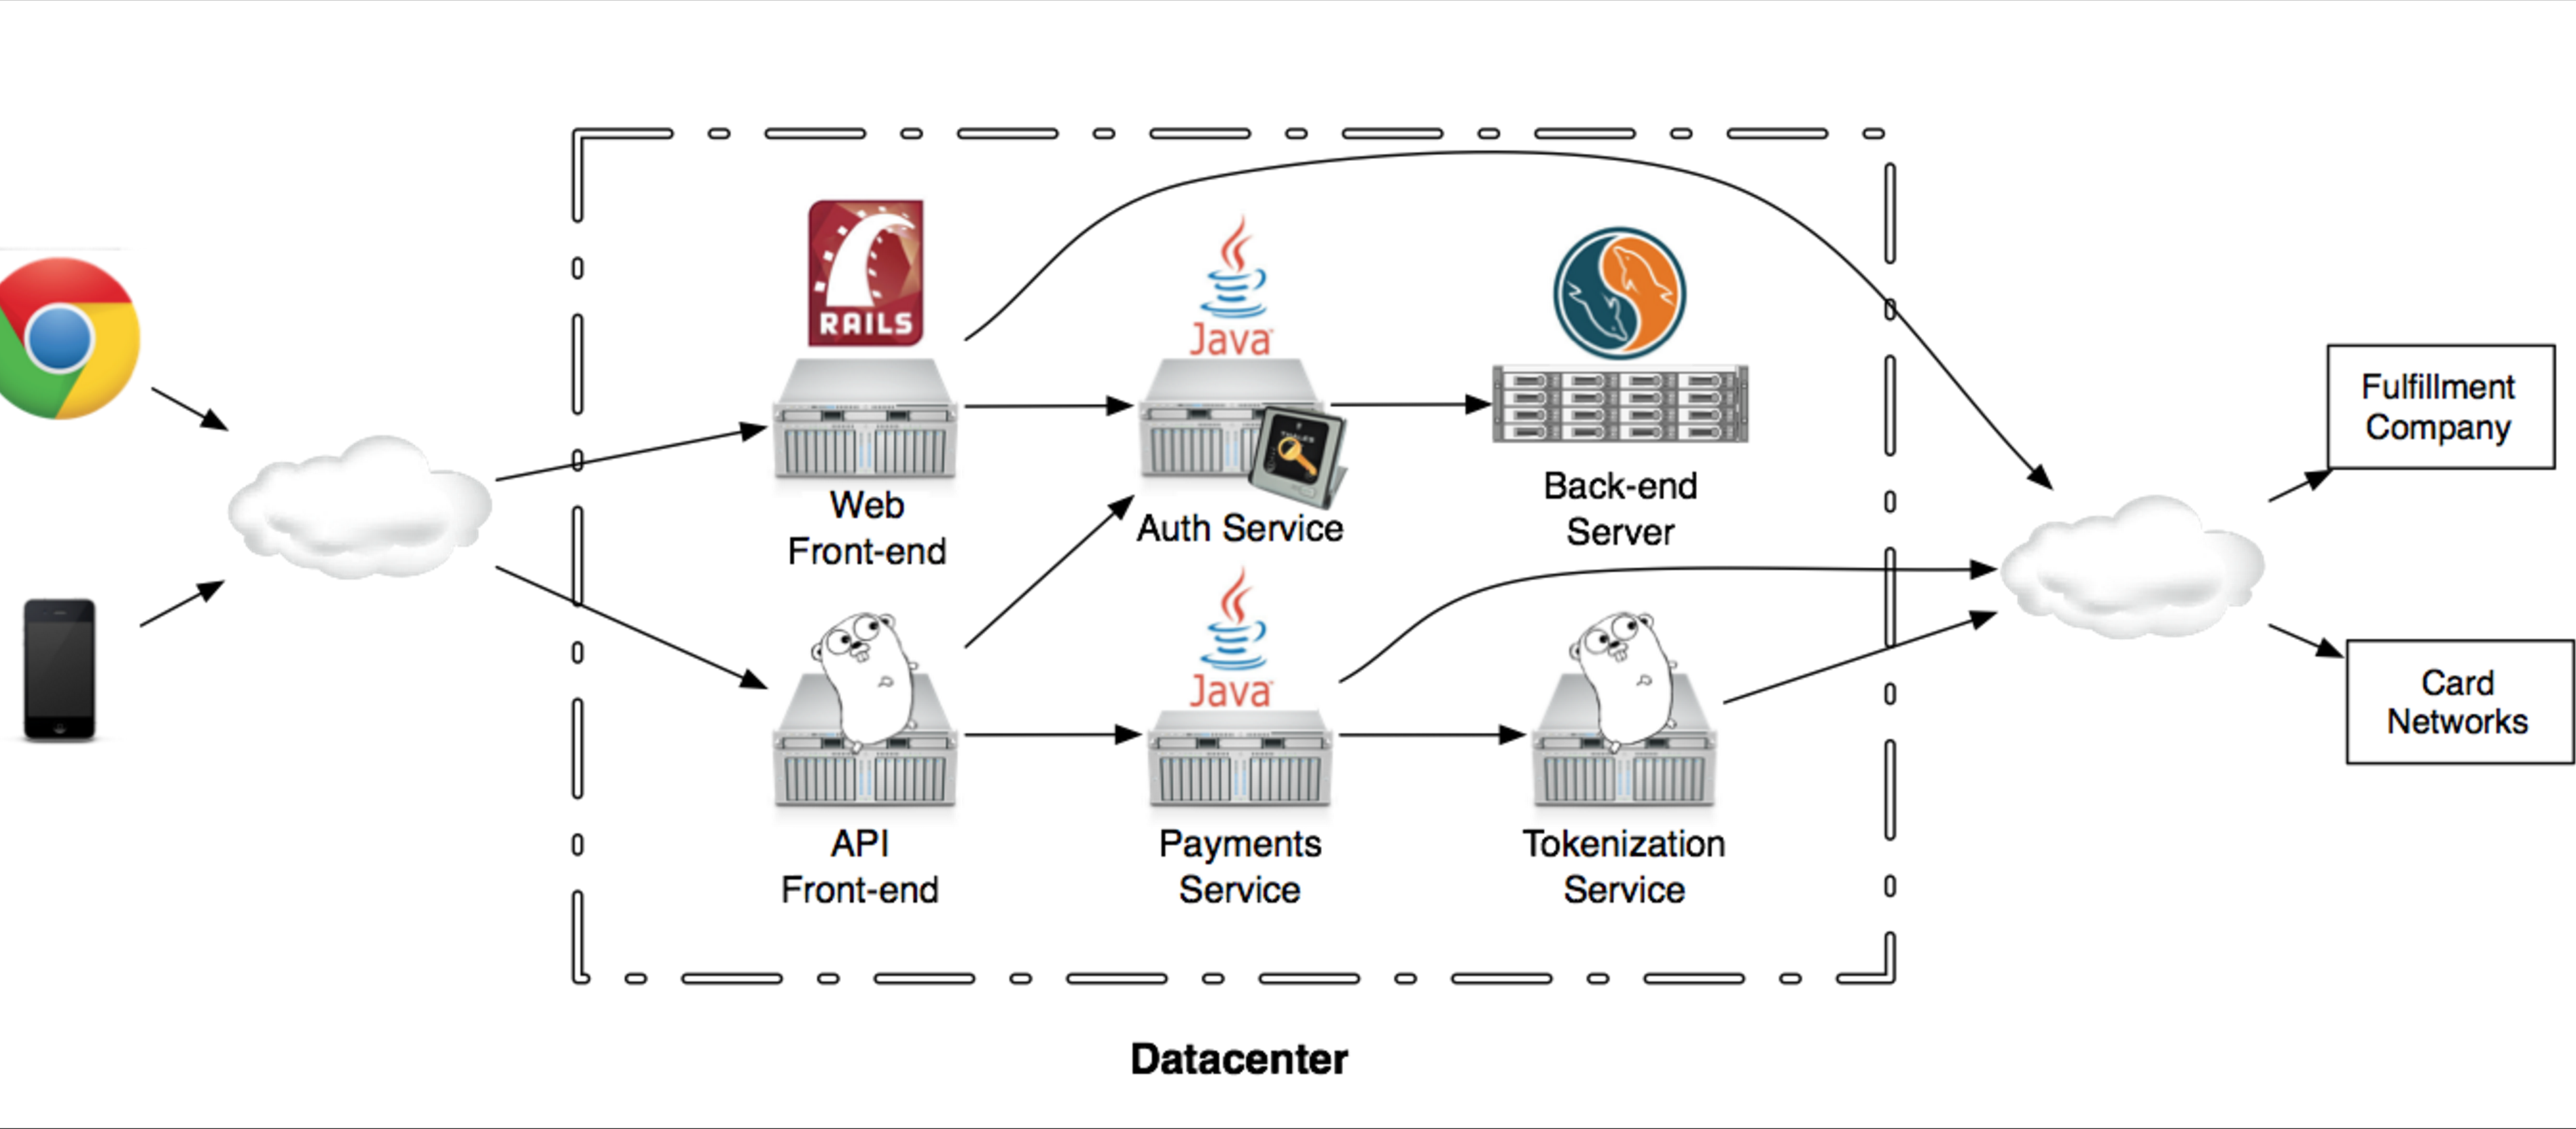 RAILS
Java
Web
Front-end
Auth Service
Back-end
Server
Fulfillment
Company
Java
API
Front-end
Payments
Service
Tokenization
Service
Card
Networks
Datacenter